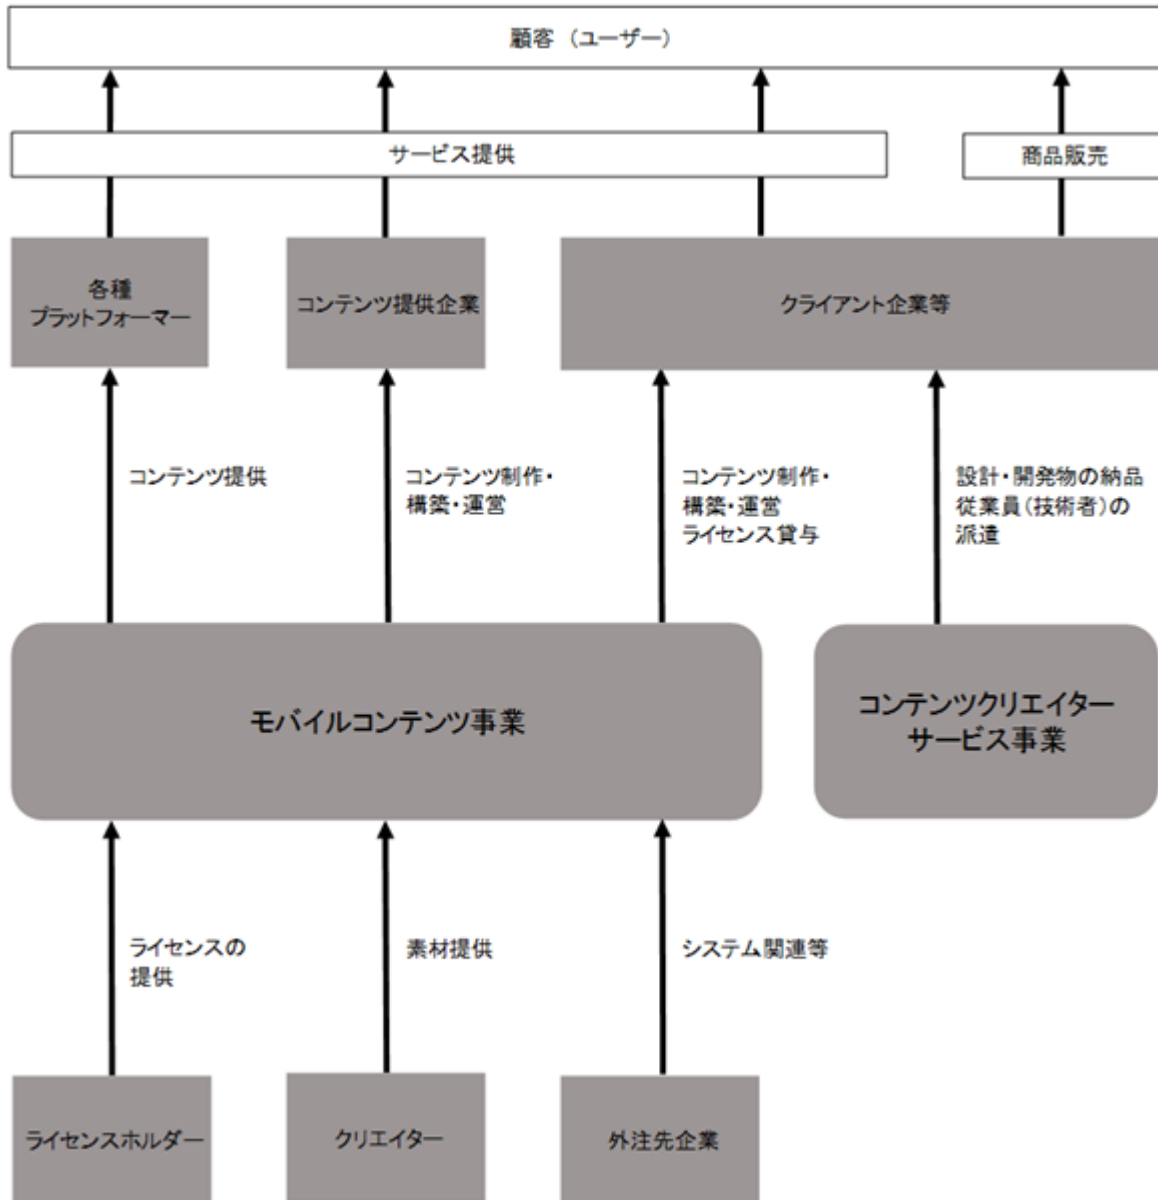 顧客 （ユーザー）
サービス提供
商品販売
各種
プラットフォーマー
コンテンツ提供企業
クライアント企業等
コンテンツ提供
コンテンツ制作・
構築・運営
コンテンツ制作・
構築・運営
ライセンス貸与
設計・開発物の納品
従業員（技術者）の
派遣
モバイルコンテンツ事業
コンテンツクリエイター
サービス事業
ライセンスの
提供
素材提供
システム関連等
ライセンスホルダー
クリエイター
外注先企業